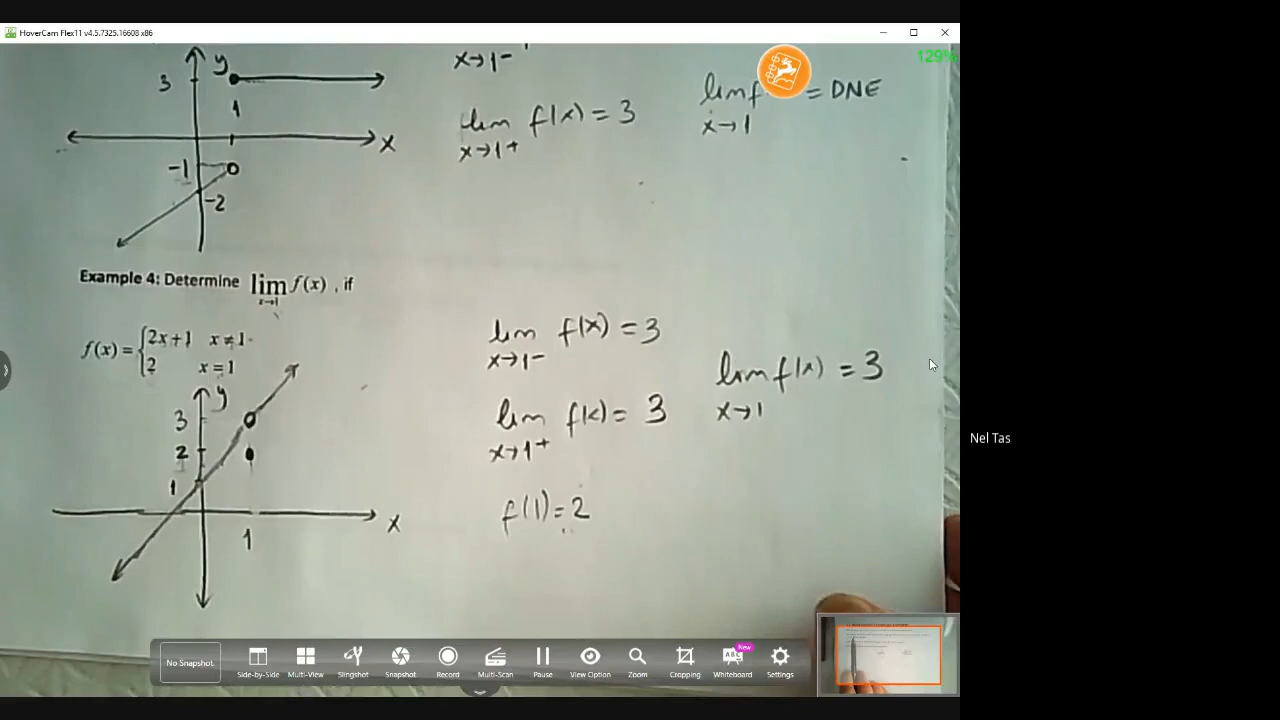 HoverCam Flex11 v4.5.7325.16608 x86
129%
y
3
1
x
-1
-2
x→1-
lim f(x) = 3
x→1+
lim f = DNE
x→1
Example 4: Determine lim f(x) , if
x→1
f(x) = { 2x+1 x ≠ 1
2 x = 1
y
3
2
1
1
x
lim f(x) = 3
x→1-
lim f(x) = 3
x→1+
f(1) = 2
lim f(x) = 3
x→1
Nel Tas
No Snapshot.
Side-by-Side Multi-View Slingshot Snapshot Record Multi-Scan Pause View Option Zoom Cropping Whiteboard Settings
New
ABC